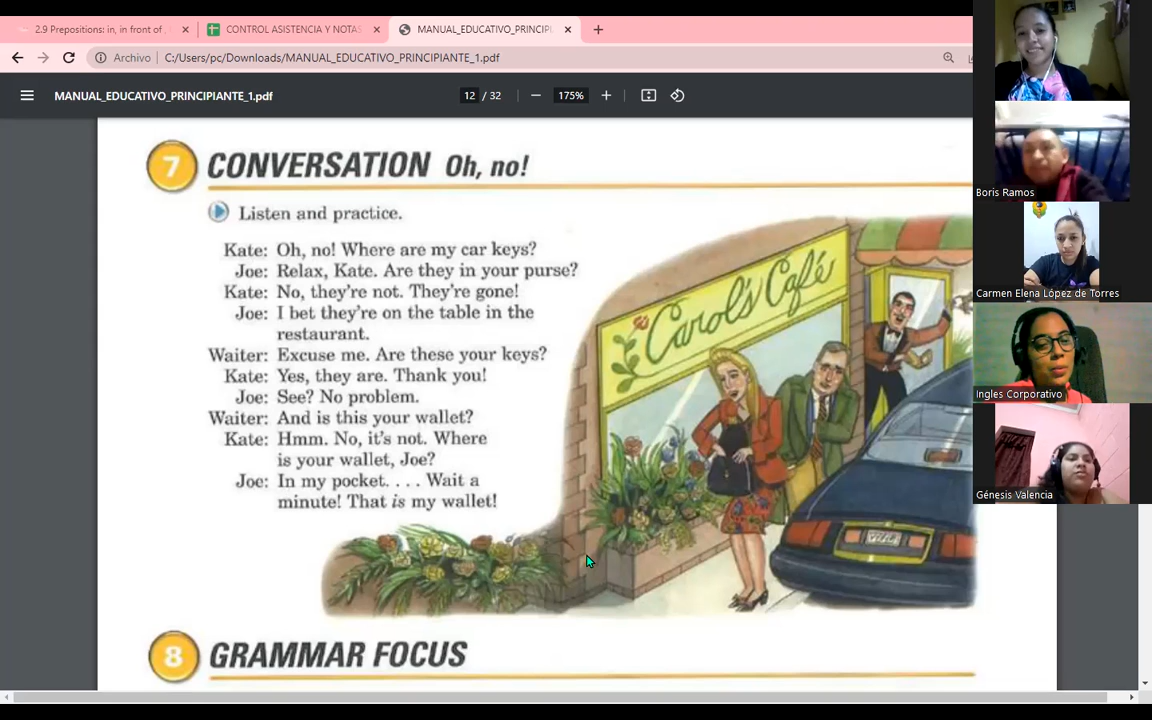 2.9 Prepositions: in, in front of
CONTROL ASISTENCIA Y NOTAS
MANUAL_EDUCATIVO_PRINCIPI
Archivo
C:/Users/pc/Downloads/MANUAL_EDUCATIVO_PRINCIPIANTE_1.pdf
MANUAL_EDUCATIVO_PRINCIPIANTE_1.pdf
12 / 32
175%
7 CONVERSATION Oh, no!
Listen and practice.
Kate: Oh, no! Where are my car keys?
Joe: Relax, Kate. Are they in your purse?
Kate: No, they're not. They're gone!
Joe: I bet they're on the table in the
restaurant.
Waiter: Excuse me. Are these your keys?
Kate: Yes, they are. Thank you!
Joe: See? No problem.
Waiter: And is this your wallet?
Kate: Hmm. No, it's not. Where
is your wallet, Joe?
Joe: In my pocket. . . . Wait a
minute! That is my wallet!
Carol's Café
8 GRAMMAR FOCUS
Boris Ramos
Carmen Elena López de Torres
Ingles Corporativo
Génesis Valencia